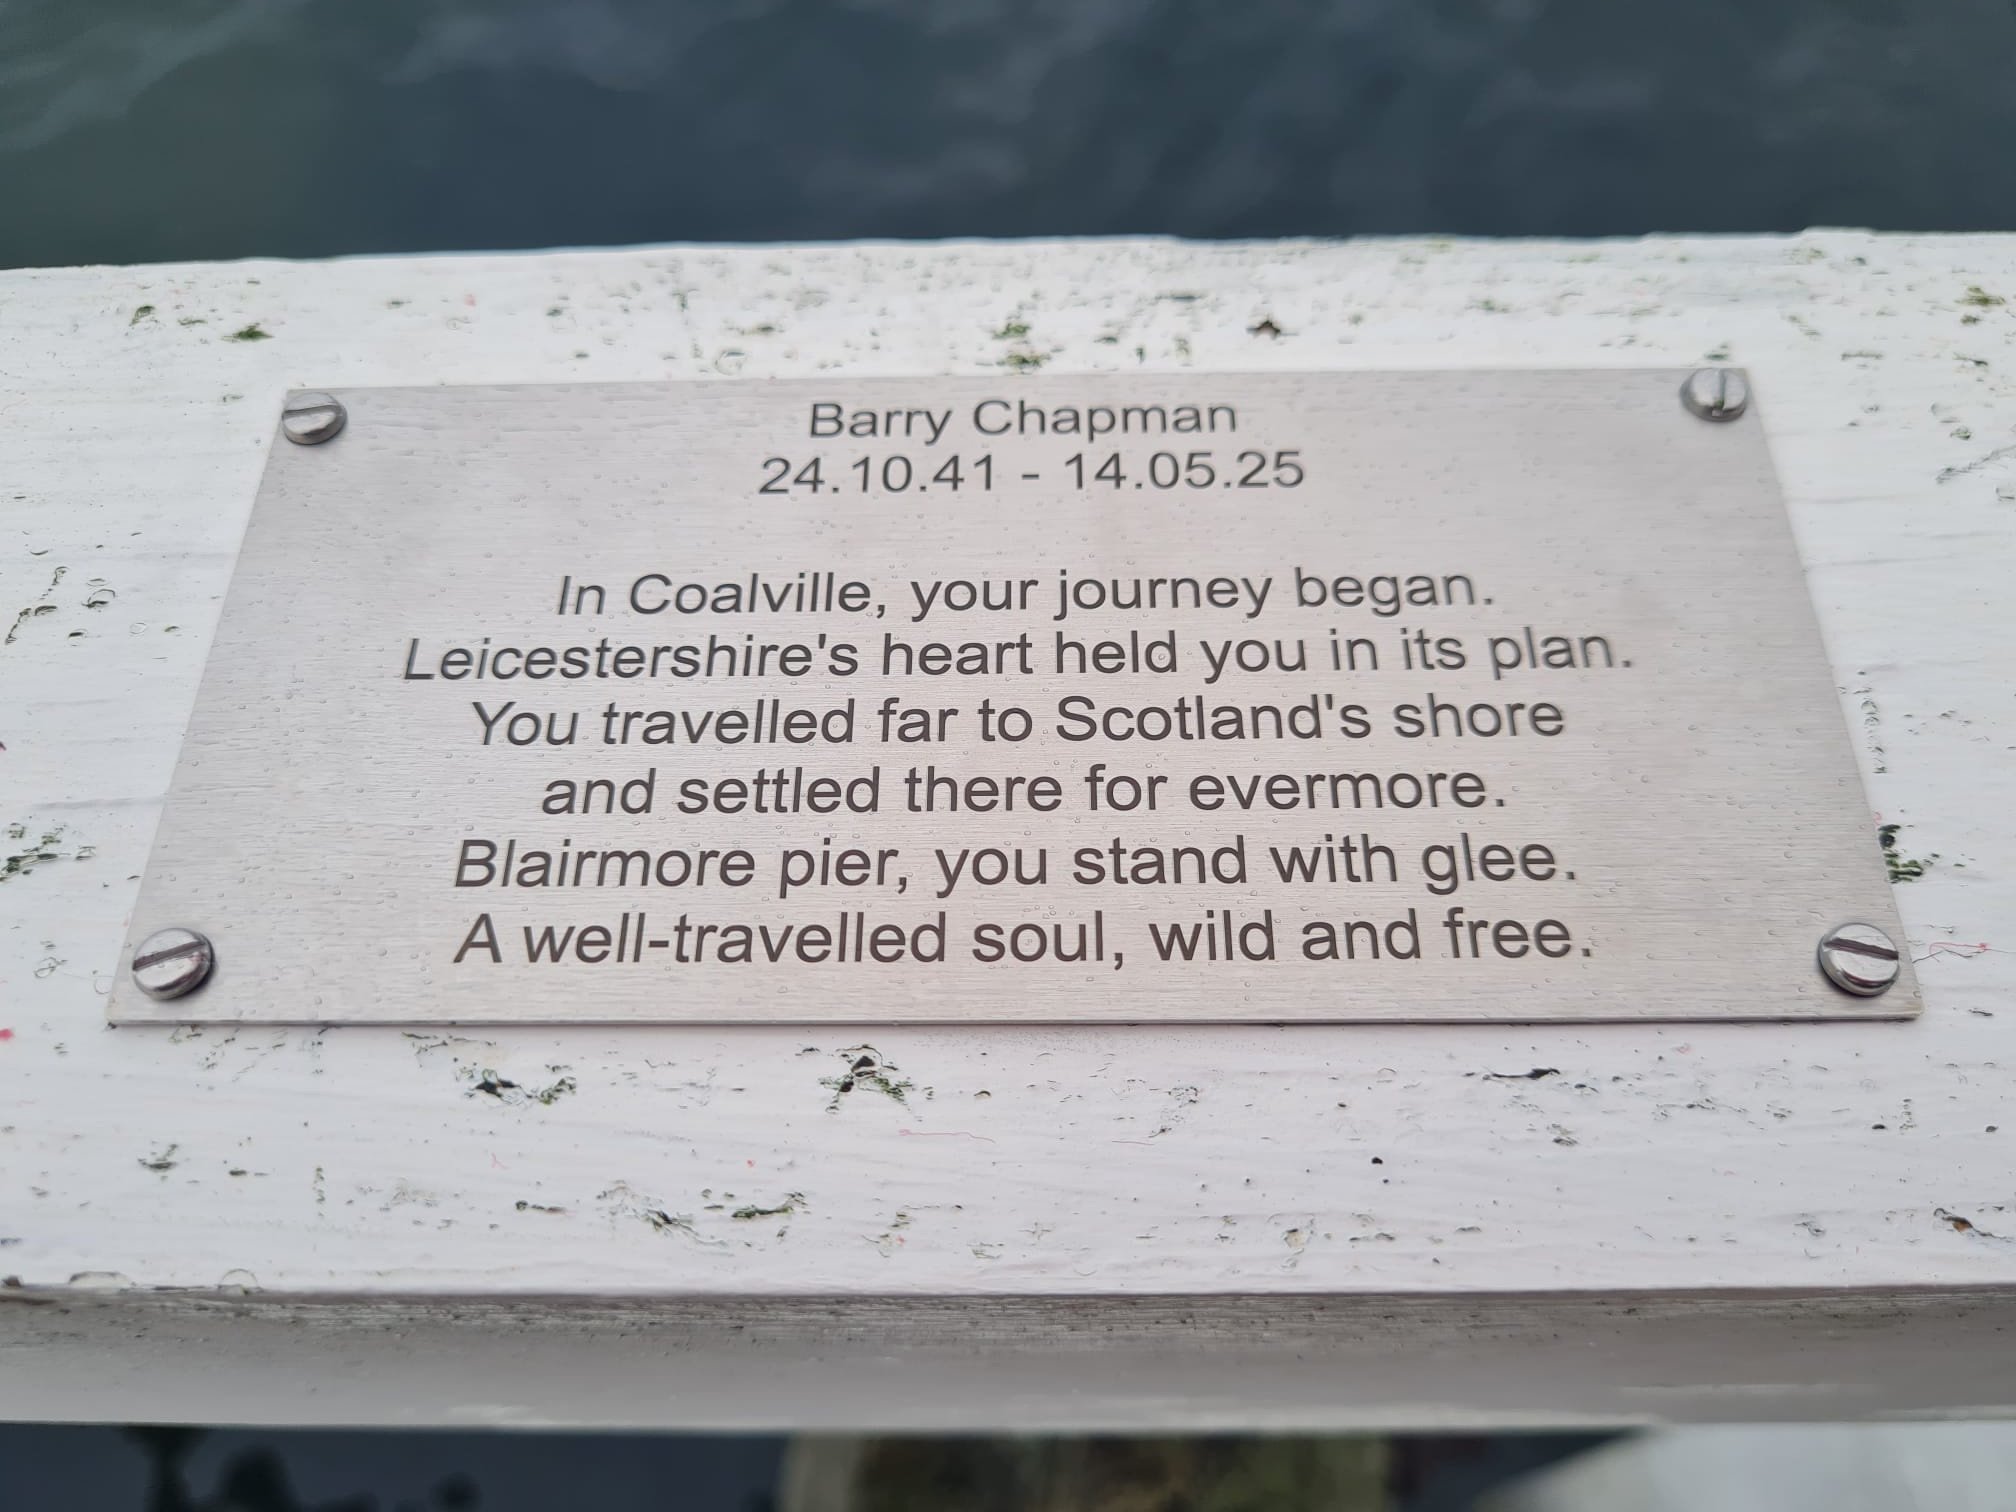 Barry Chapman
24.10.41 - 14.05.25
In Coalville, your journey began.
Leicestershire's heart held you in its plan.
You travelled far to Scotland's shore
and settled there for evermore.
Blairmore pier, you stand with glee.
A well-travelled soul, wild and free.